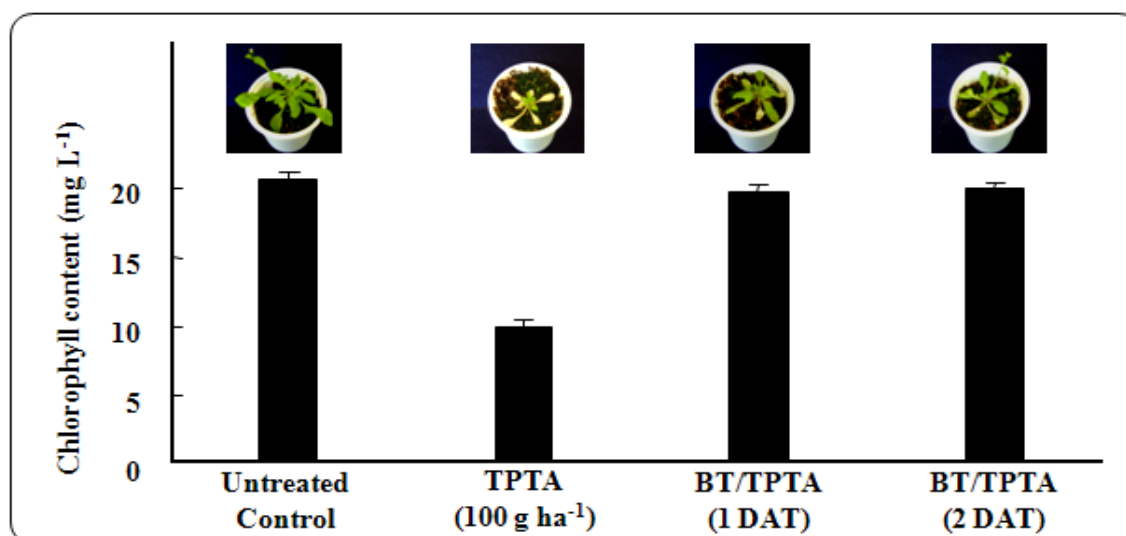 Chlorophyll content (mg L⁻¹)
20
15
10
5
0
Untreated
Control
TPTA
(100 g ha⁻¹)
BT/TPTA
(1 DAT)
BT/TPTA
(2 DAT)